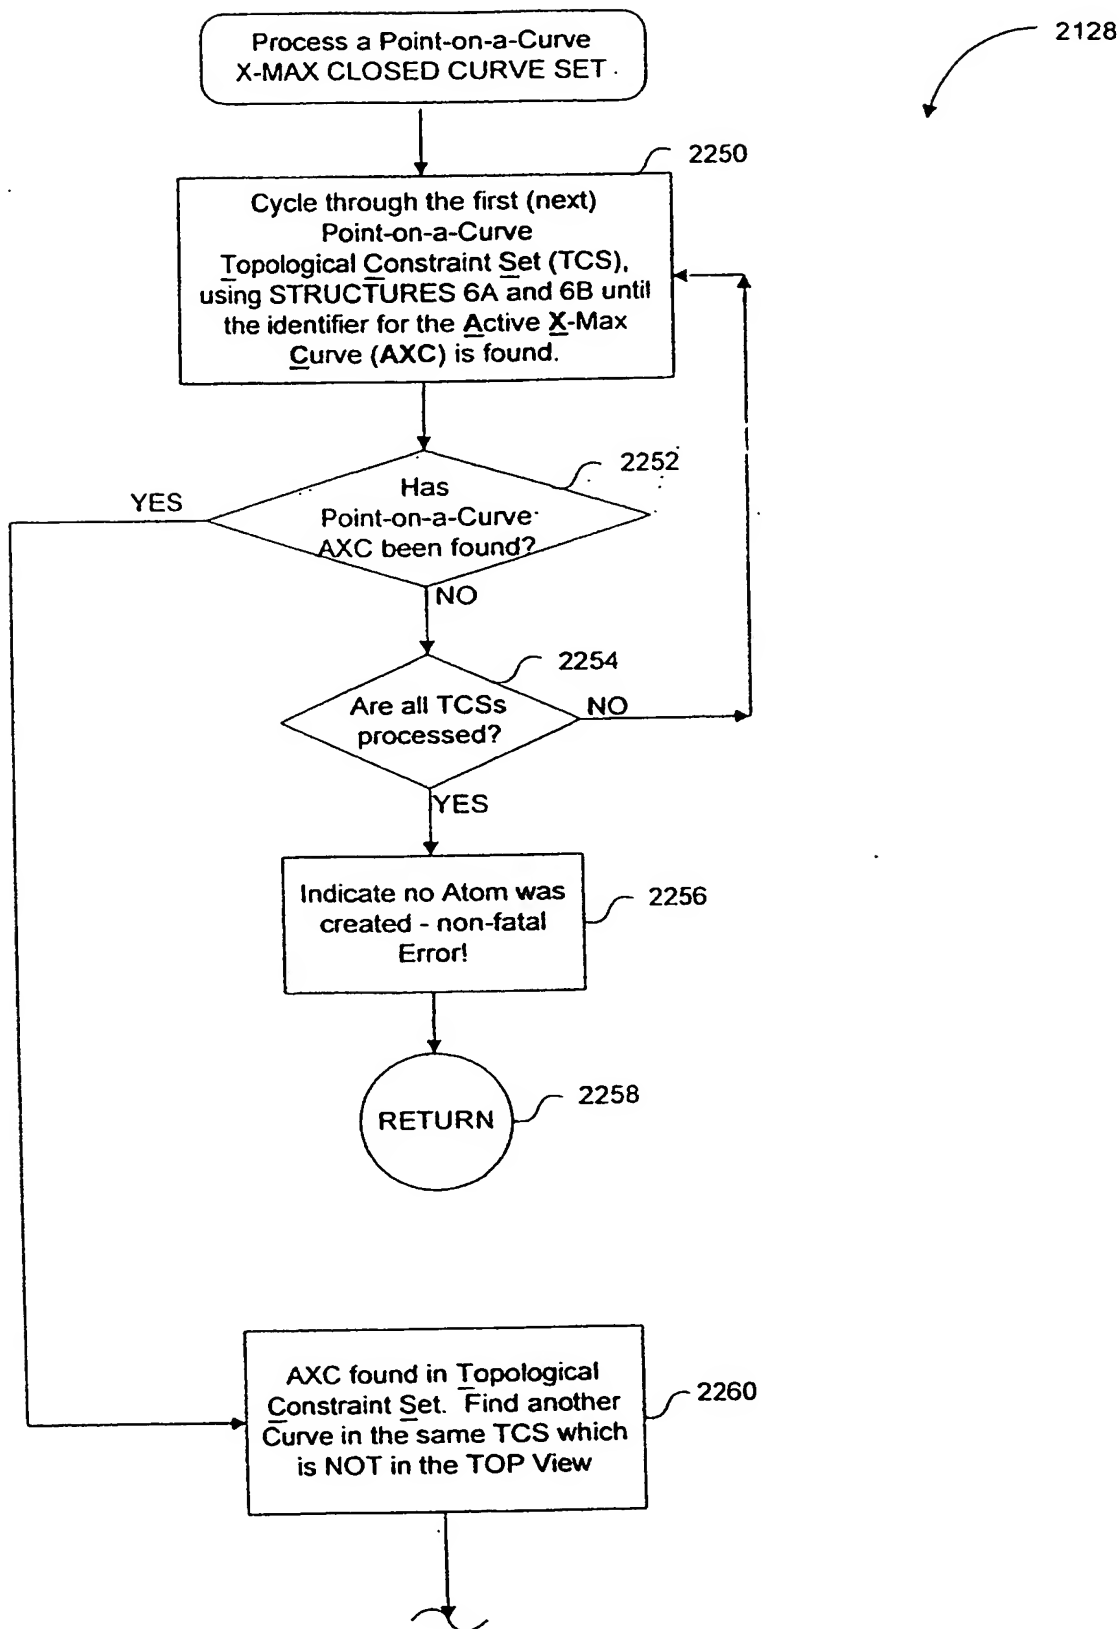 Process a Point-on-a-Curve
X-MAX CLOSED CURVE SET
2128
2250
Cycle through the first (next)
Point-on-a-Curve
Topological Constraint Set (TCS),
using STRUCTURES 6A and 6B until
the identifier for the Active X-Max
Curve (AXC) is found.
2252
YES
Has
Point-on-a-Curve
AXC been found?
NO
2254
Are all TCSs
processed?
NO
YES
Indicate no Atom was
created - non-fatal
Error!
2256
RETURN
2258
AXC found in Topological
Constraint Set. Find another
Curve in the same TCS which
is NOT in the TOP View
2260